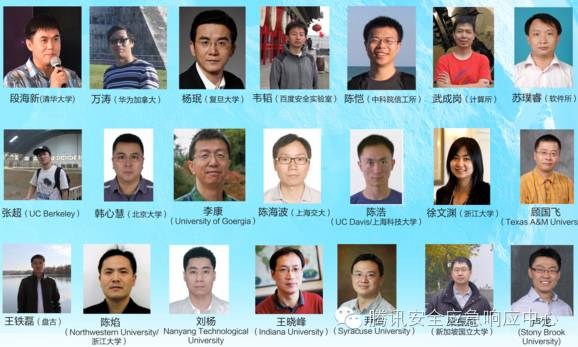 段海新(清华大学)
万涛(华为加拿大)
杨珉(复旦大学)
韦韬(百度安全实验室)
陈恺(中科院信工所)
武成岗(计算所)
苏璞睿(软件所)
张超(UC Berkeley)
韩心慧(北京大学)
李康
(University of Goergia)
陈海波(上海交大)
陈浩
(UC Davis/上海科技大学)
徐文渊(浙江大学)
顾国飞
(Texas A&M Univers
王铁磊(盘古)
陈焰
(Northwestern University/
浙江大学)
刘杨
Nanyang Technological
University
王晓峰
(Indiana University)
(Syracuse University)
(新加坡国立大学)
(Stony Brook
University)
腾讯安全应急响应中心